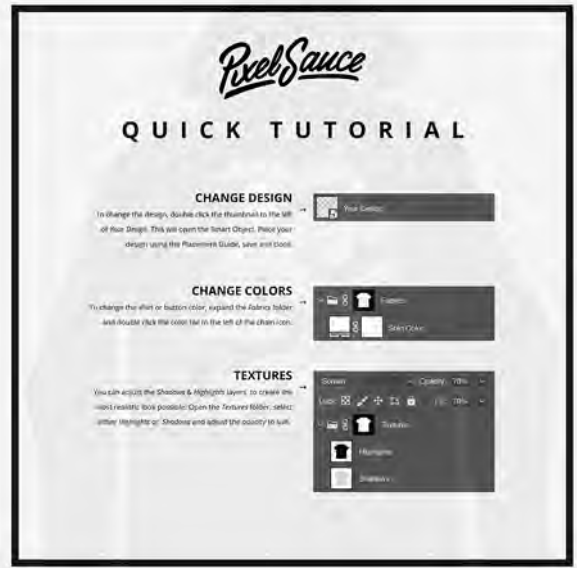 PixelSauce
QUICK TUTORIAL
CHANGE DESIGN
To change the design, double click the thumbnail to the left
of Your Design. This will open the Smart Object. Place your
design using the Placement Guide, save and close.
→
Your Design
CHANGE COLORS
To change the shirt or button color, expand the Fabrics folder
and double click the color fill to the left of the chain icon.
→
Fabrics
Shirt Color
TEXTURES
You can adjust the Shadows & Highlights layers, to create the
most realistic look possible. Open the Textures folder, select
either Highlights or Shadows and adjust the opacity to suit.
→
Screen Opacity: 70%
Lock: 70%
Textures
Highlights
Shadows